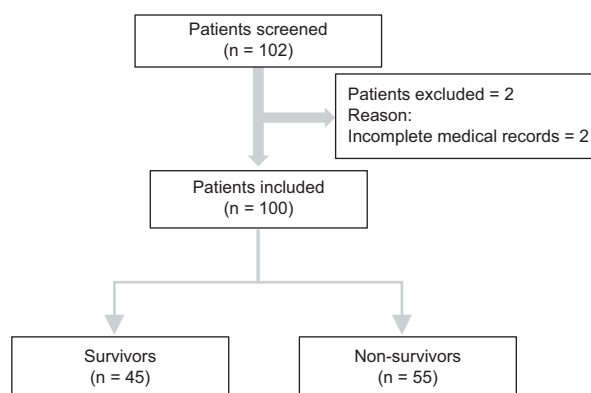 Patients screened
(n = 102)
Patients excluded = 2
Reason:
Incomplete medical records = 2
Patients included
(n = 100)
Survivors
(n = 45)
Non-survivors
(n = 55)